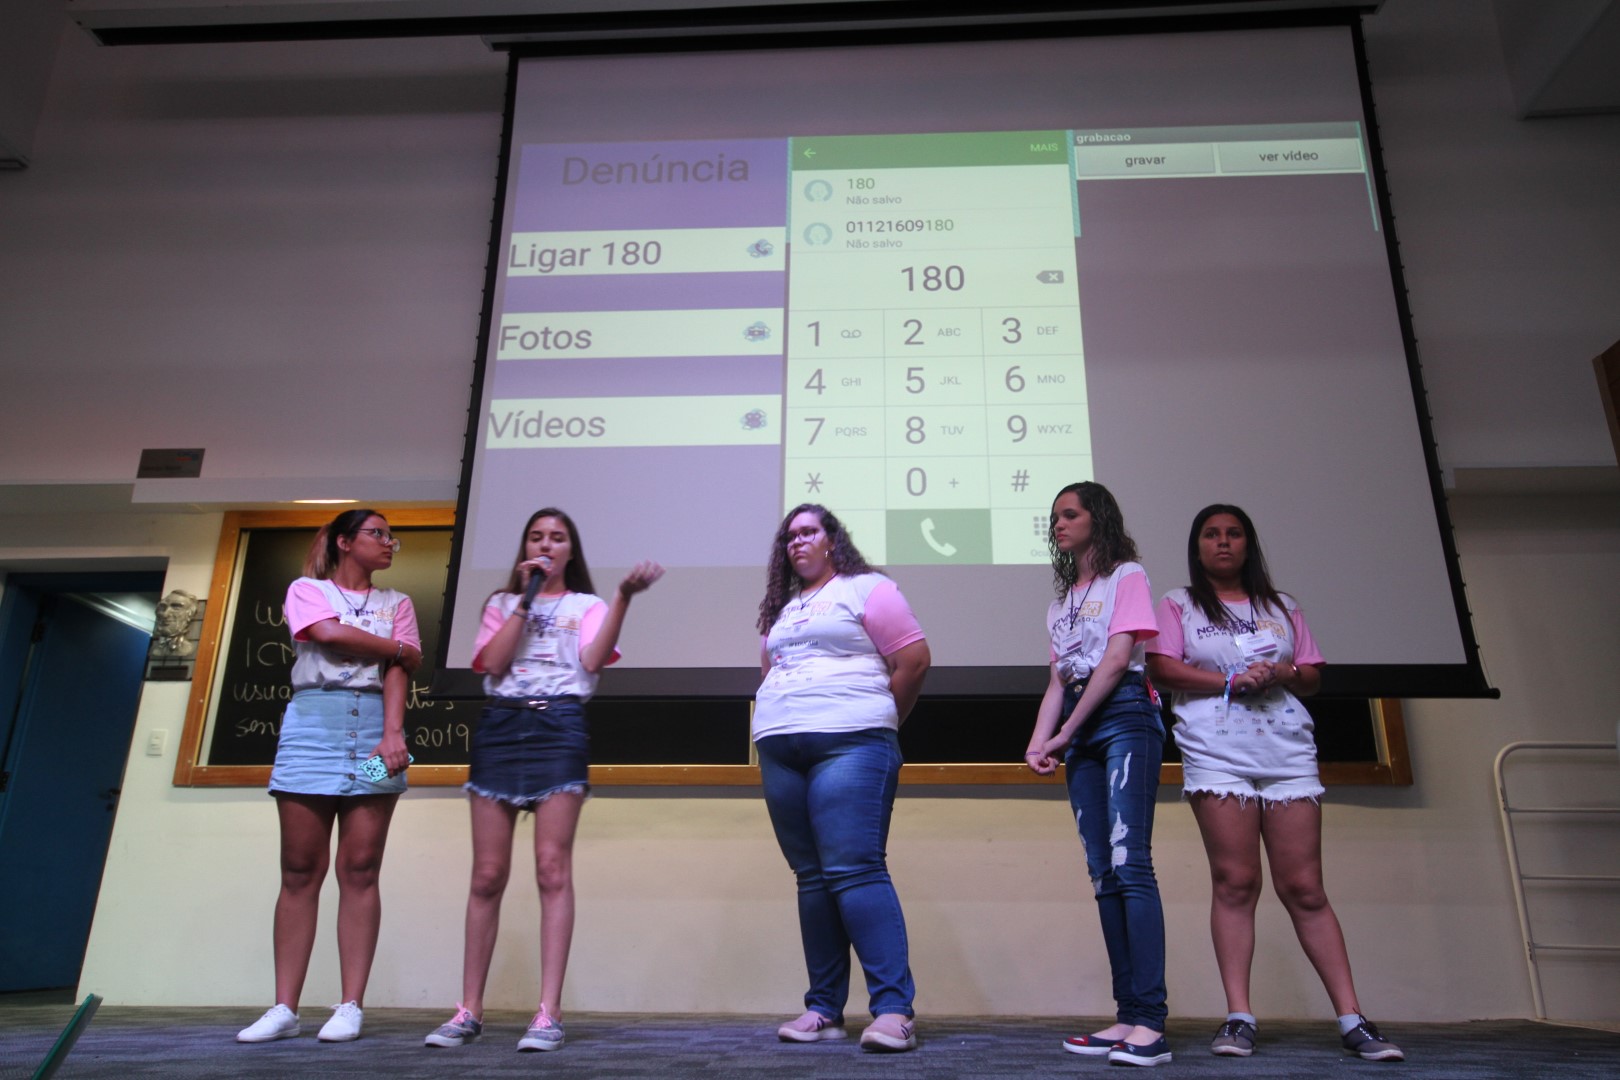 Denúncia
Ligar 180
Fotos
Vídeos
MAIS
180
Não salvo
01121609180
Não salvo
180
1
2 ABC
3 DEF
4 GHI
5 JKL
6 MNO
7 PQRS
8 TUV
9 WXYZ
*
0 +
#
grabacao
gravar
ver vídeo
ICM
2019